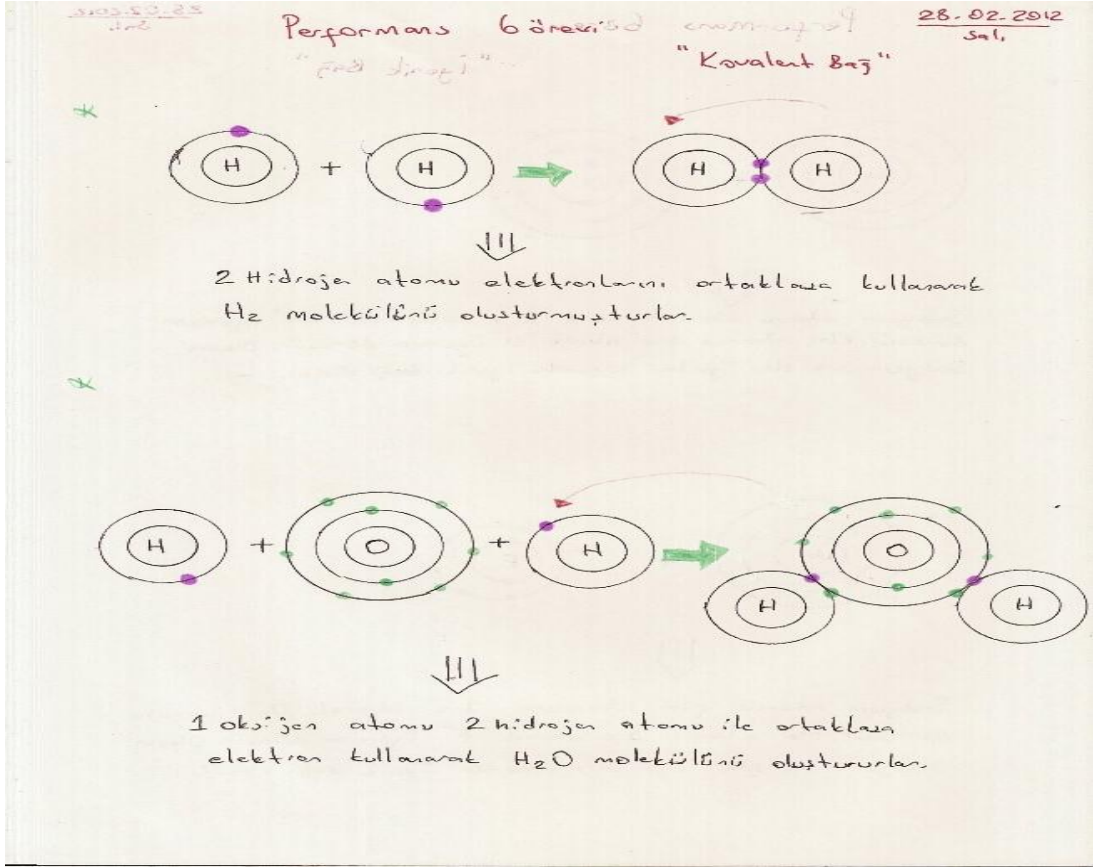 Performans Görevi
28.02.2012
Salı
"Kovalent Bağ"
H + H H H
2 Hidrojen atomu elektronlarını ortaklaşa kullanarak
H2 molekülünü oluşturmuşturlar.
H + O + H O
H H
1 oksijen atomu 2 hidrojen atomu ile ortaklaşa
elektron kullanarak H2O molekülünü oluştururlar.